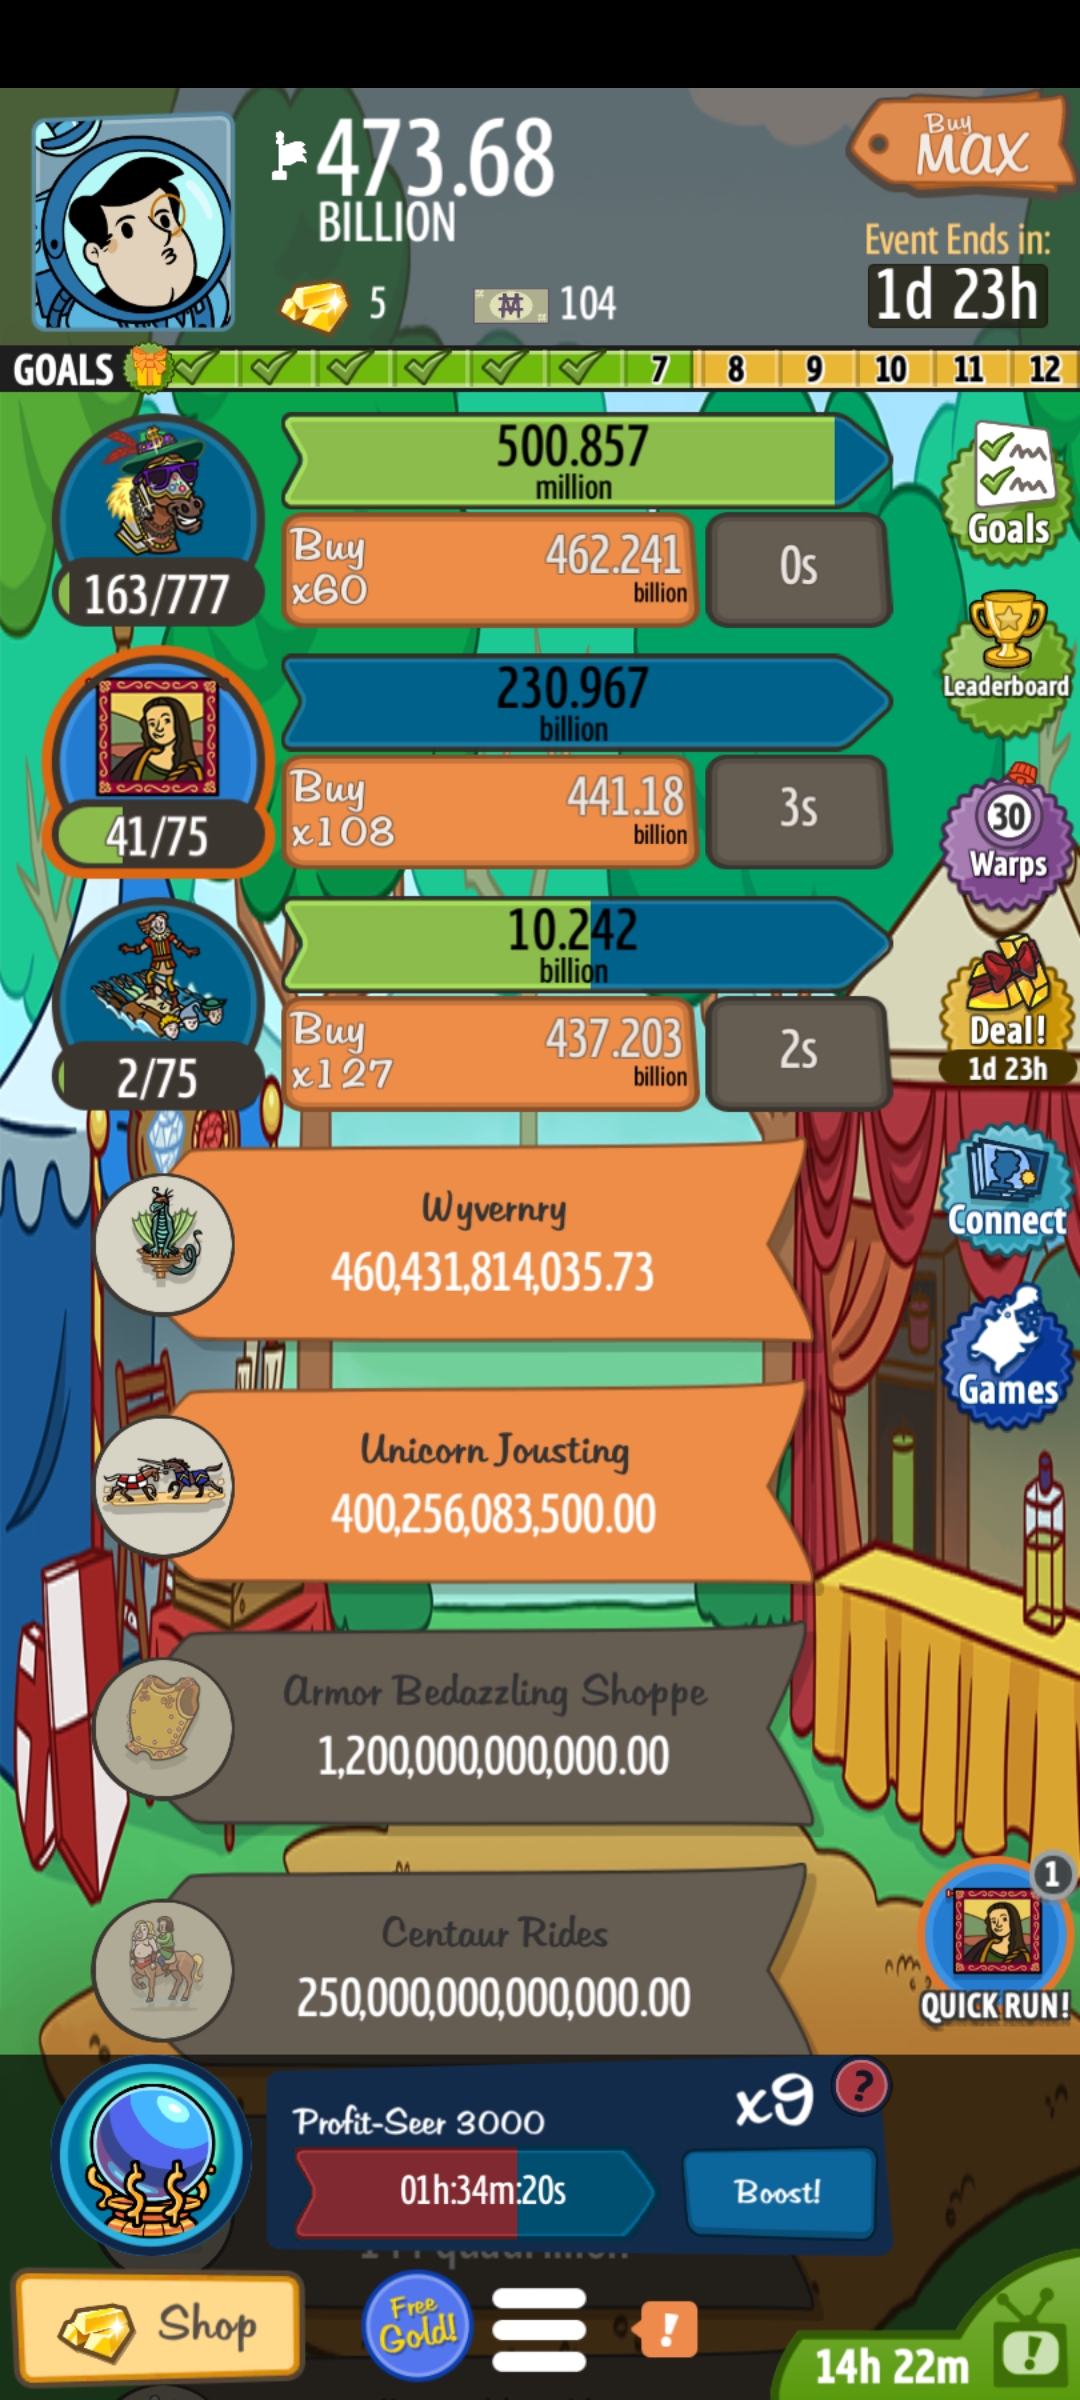 473.68
BILLION
Buy
MAX
Event Ends in:
1d 23h
5
104
GOALS
7
8
9
10
11
12
500.857
million
Buy
x60
462.241
billion
0s
163/777
Goals
Leaderboard
230.967
billion
Buy
x108
441.18
billion
3s
41/75
30
Warps
10.242
billion
Buy
x127
437.203
billion
2s
2/75
Deal!
1d 23h
Wyvernry
460,431,814,035.73
Connect
Unicorn Jousting
400,256,083,500.00
Games
Armor Bedazzling Shoppe
1,200,000,000,000.00
Centaur Rides
250,000,000,000,000.00
1
QUICK RUN!
Profit-Seer 3000
x9
?
01h:34m:20s
Boost!
Shop
Free
Gold!
!
14h 22m
!